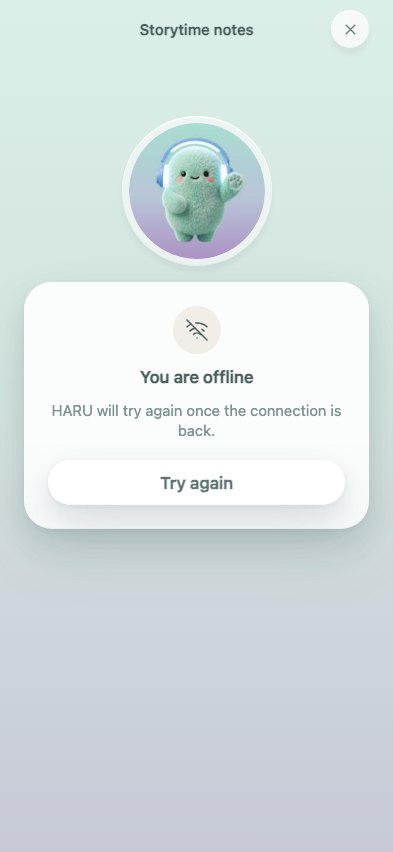 Storytime notes
You are offline
HARU will try again once the connection is
back.
Try again